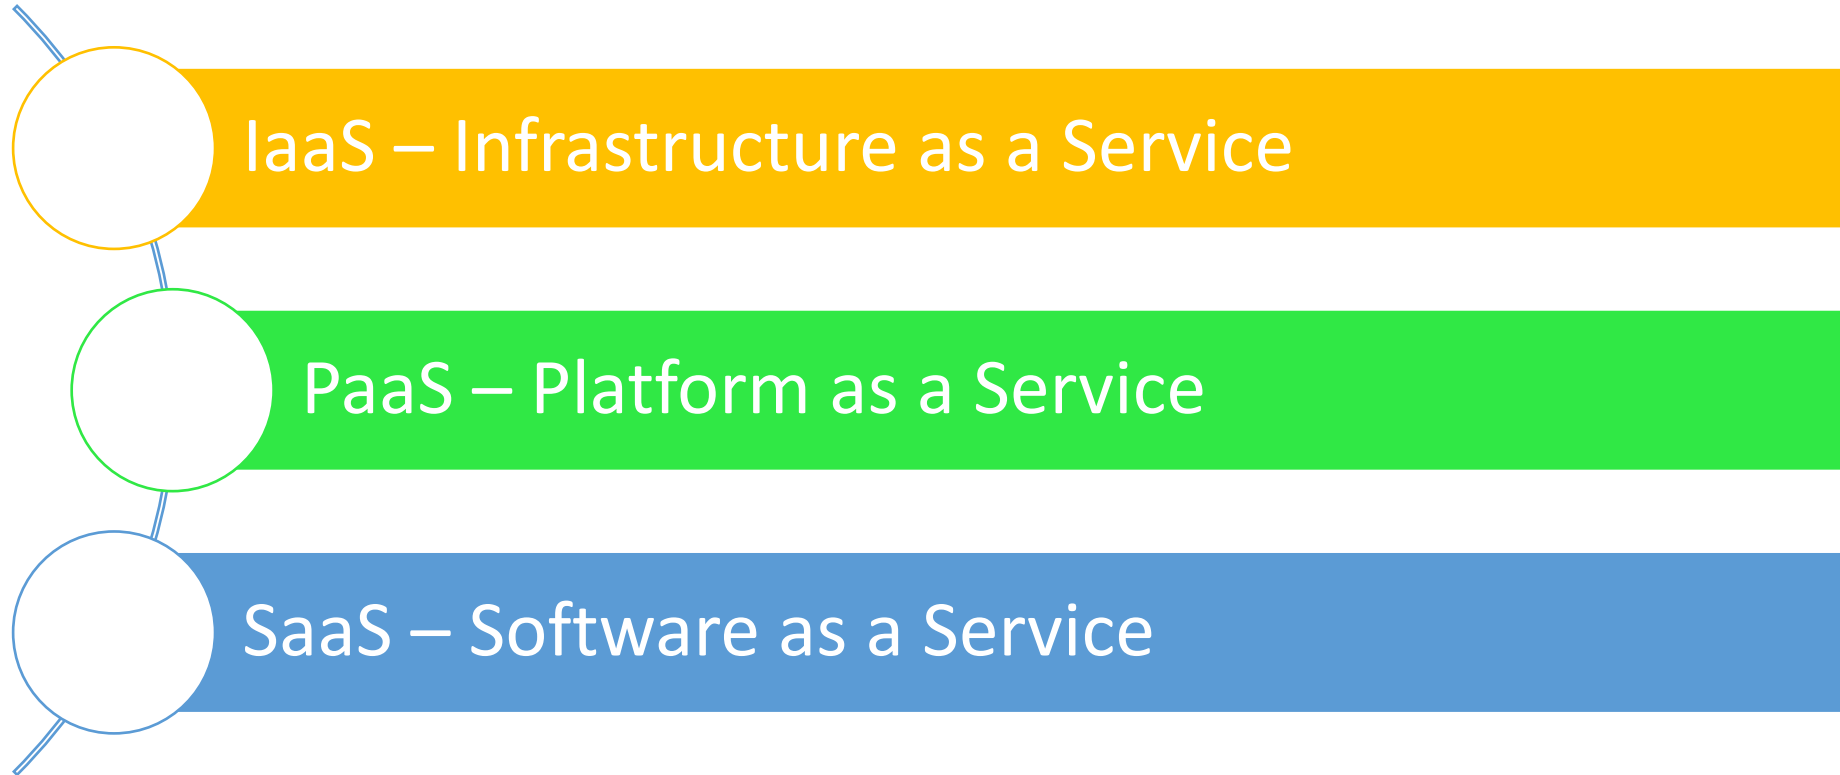 IaaS – Infrastructure as a Service
PaaS – Platform as a Service
SaaS – Software as a Service